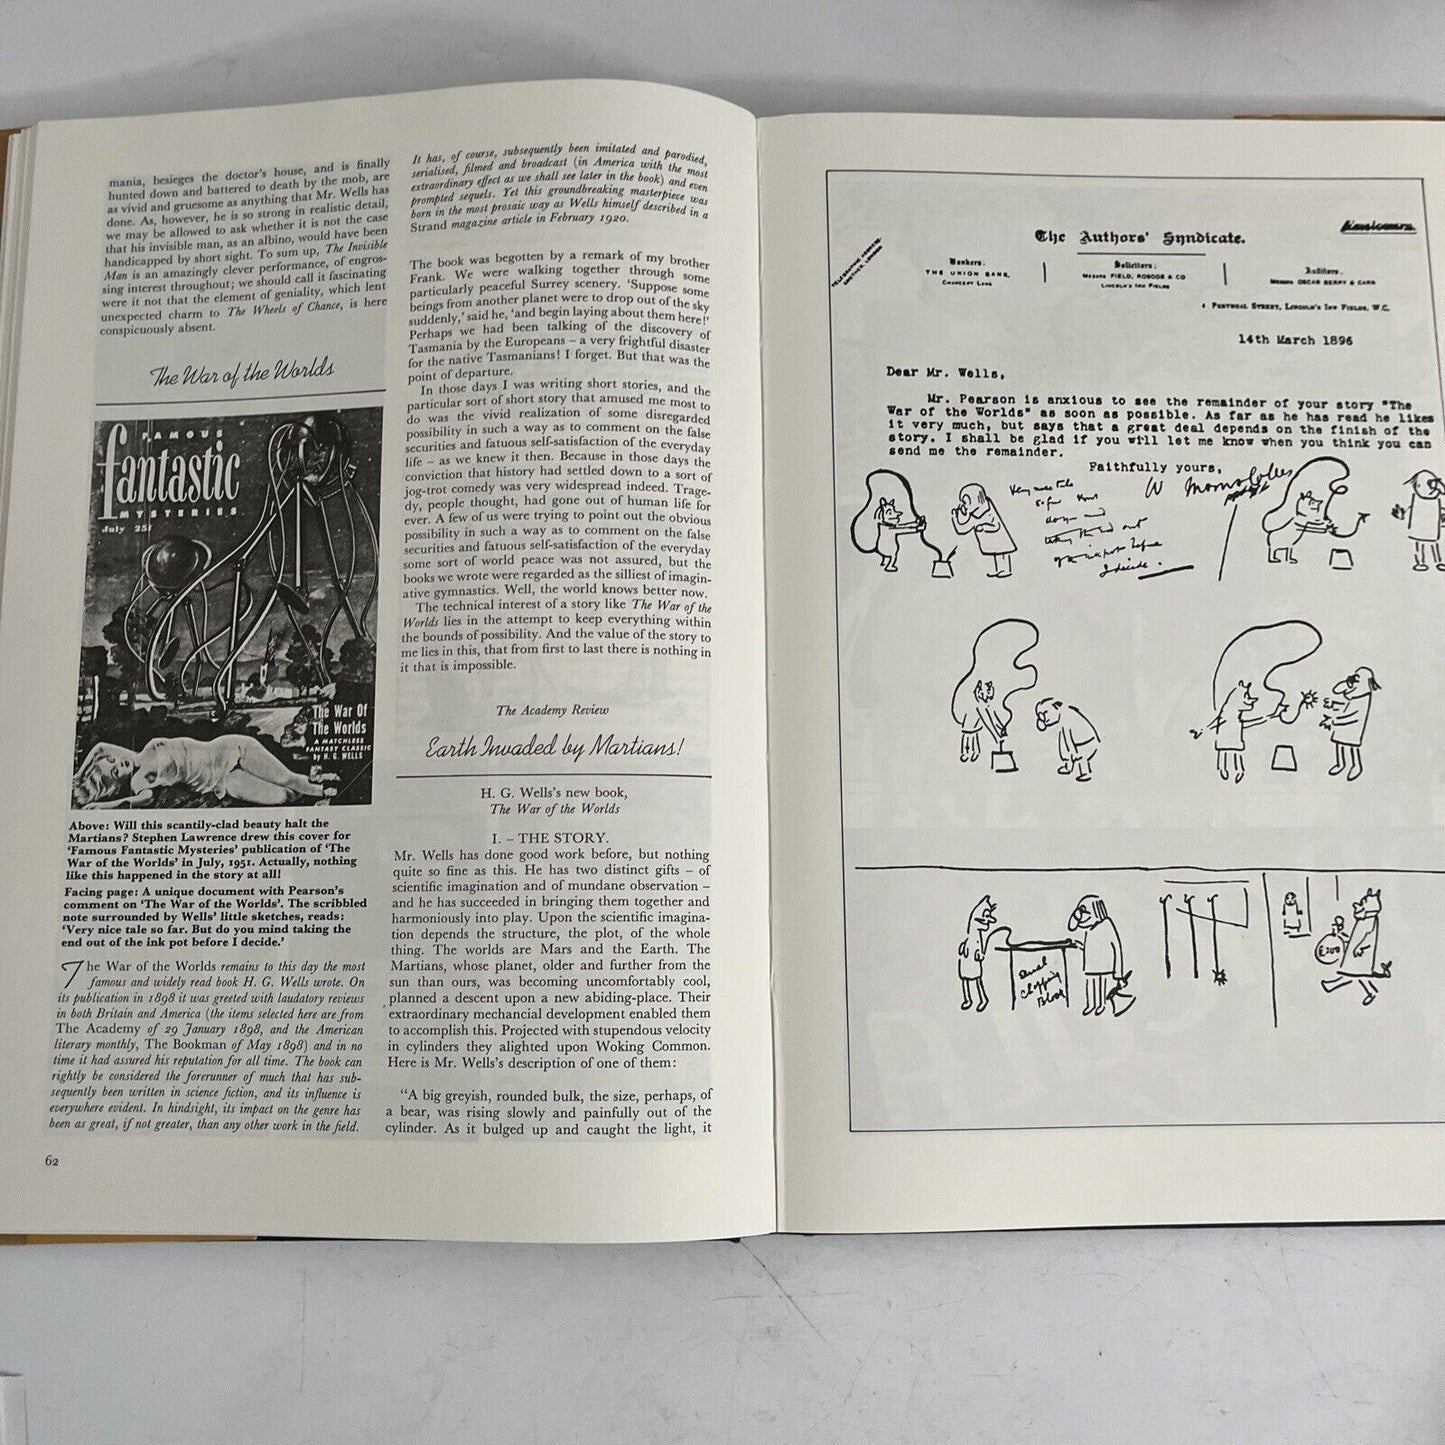 mania, besieges the doctor's house, and is finally
hunted down and battered to death by the mob, are
as vivid and gruesome as anything that Mr. Wells has
done. As, however, he is so strong in realistic detail,
we may be allowed to ask whether it is not the case
that his invisible man, as an albino, would have been
handicapped by short sight. To sum up, The Invisible
Man is an amazingly clever performance, of engros-
sing interest throughout; we should call it fascinating
were it not that the element of geniality, which lent
unexpected charm to The Wheels of Chance, is here
conspicuously absent.
The War of the Worlds
FAMOUS
fantastic
MYSTERIES
July 25¢
The War Of
The Worlds
A MATCHLESS
FANTASY CLASSIC
by H. G. WELLS
Above: Will this scantily-clad beauty halt the
Martians? Stephen Lawrence drew this cover for
'Famous Fantastic Mysteries' publication of 'The
War of the Worlds' in July, 1951. Actually, nothing
like this happened in the story at all!
Facing page: A unique document with Pearson's
comment on 'The War of the Worlds'. The scribbled
note surrounded by Wells' little sketches, reads:
'Very nice tale so far. But do you mind taking the
end out of the ink pot before I decide.'
The War of the Worlds remains to this day the most
famous and widely read book H. G. Wells wrote. On
its publication in 1898 it was greeted with laudatory reviews
in both Britain and America (the items selected here are from
The Academy of 29 January 1898, and the American
literary monthly, The Bookman of May 1898) and in no
time it had assured his reputation for all time. The book can
rightly be considered the forerunner of much that has sub-
sequently been written in science fiction, and its influence is
everywhere evident. In hindsight, its impact on the genre has
been as great, if not greater, than any other work in the field.
62
It has, of course, subsequently been imitated and parodied,
serialised, filmed and broadcast (in America with the most
extraordinary effect as we shall see later in the book) and even
prompted sequels. Yet this groundbreaking masterpiece was
born in the most prosaic way as Wells himself described in a
Strand magazine article in February 1920.
The book was begotten by a remark of my brother
Frank. We were walking together through some
particularly peaceful Surrey scenery. 'Suppose some
beings from another planet were to drop out of the sky
suddenly,' said he, 'and begin laying about them here!'
Perhaps we had been talking of the discovery of
Tasmania by the Europeans – a very frightful disaster
for the native Tasmanians! I forget. But that was the
point of departure.
In those days I was writing short stories, and the
particular sort of short story that amused me most to
do was the vivid realization of some disregarded
possibility in such a way as to comment on the false
securities and fatuous self-satisfaction of the everyday
life – as we knew it then. Because in those days the
conviction that history had settled down to a sort of
jog-trot comedy was very widespread indeed. Trage-
dy, people thought, had gone out of human life for
ever. A few of us were trying to point out the obvious
possibility in such a way as to comment on the false
securities and fatuous self-satisfaction of the everyday
some sort of world peace was not assured, but the
books we wrote were regarded as the silliest of imagin-
ative gymnastics. Well, the world knows better now.
The technical interest of a story like The War of the
Worlds lies in the attempt to keep everything within
the bounds of possibility. And the value of the story to
me lies in this, that from first to last there is nothing in
it that is impossible.
The Academy Review
Earth Invaded by Martians!
H. G. Wells's new book,
The War of the Worlds
I. – THE STORY.
Mr. Wells has done good work before, but nothing
quite so fine as this. He has two distinct gifts – of
scientific imagination and of mundane observation –
and he has succeeded in bringing them together and
harmoniously into play. Upon the scientific imagina-
tion depends the structure, the plot, of the whole
thing. The worlds are Mars and the Earth. The
Martians, whose planet, older and further from the
sun than ours, was becoming uncomfortably cool,
planned a descent upon a new abiding-place. Their
extraordinary mechancial development enabled them
to accomplish this. Projected with stupendous velocity
in cylinders they alighted upon Woking Common.
Here is Mr. Wells's description of one of them:
"A big greyish, rounded bulk, the size, perhaps, of
a bear, was rising slowly and painfully out of the
cylinder. As it bulged up and caught the light, it
The Authors' Syndicate.
Bankers:
THE UNION BANK,
CHANCERY LANE
Solicitors:
MESSRS FIELD, ROSCOE & CO
LINCOLN'S INN FIELDS
Auditors:
MESSRS OSCAR BERRY & CARR
4 PORTUGAL STREET, LINCOLN'S INN FIELDS, W.C.
14th March 1896
Dear Mr. Wells,
Mr. Pearson is anxious to see the remainder of your story "The
War of the Worlds" as soon as possible. As far as he has read he likes
it very much, but says that a great deal depends on the finish of the
story. I shall be glad if you will let me know when you think you can
send me the remainder.
Faithfully yours,
Very nice tale
so far But
do you mind
taking the end out
of the ink pot before
I decide.
Usual
Chopping
Block
£200